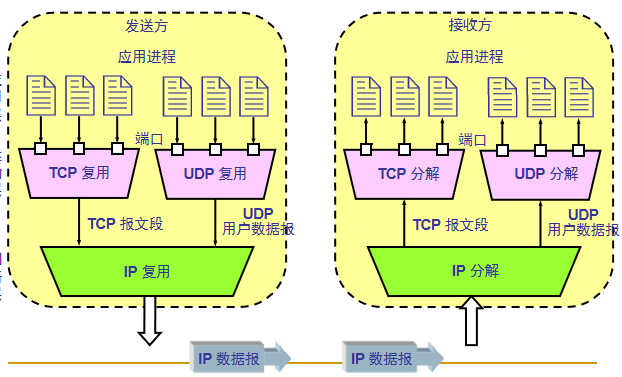 发送方
应用进程
端口
TCP 复用
UDP 复用
TCP 报文段
UDP
用户数据报
IP 复用
IP 数据报
接收方
应用进程
端口
TCP 分解
UDP 分解
TCP 报文段
UDP
用户数据报
IP 分解
IP 数据报